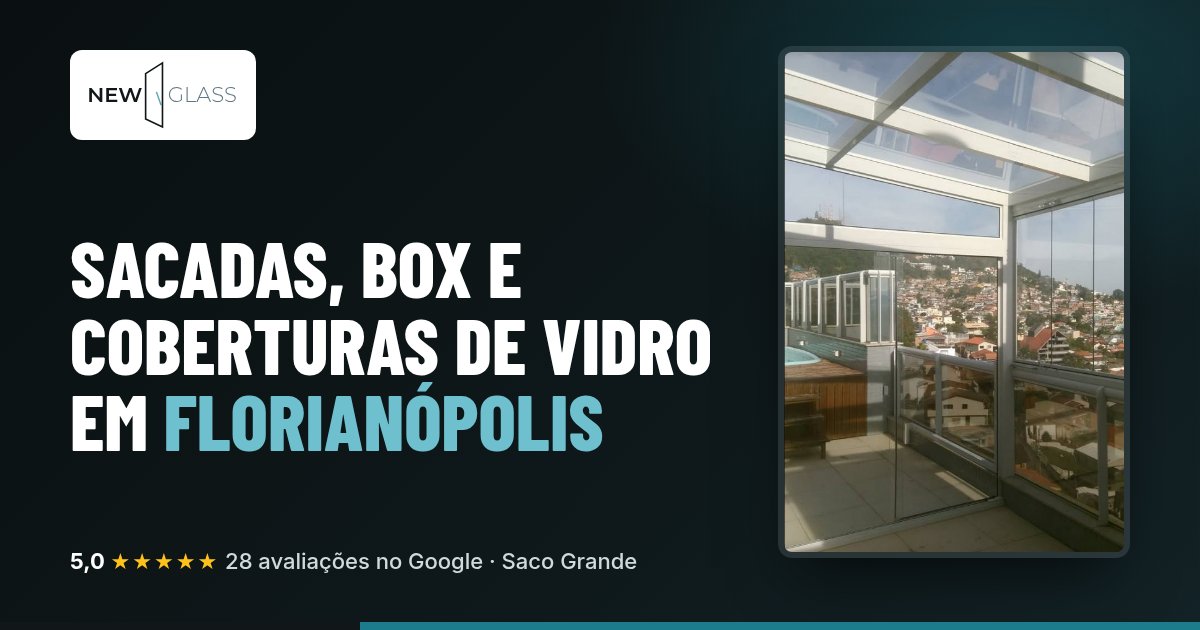 NEW GLASS
SACADAS, BOX E
COBERTURAS DE VIDRO
EM FLORIANÓPOLIS
5,0 ★★★★★ 28 avaliações no Google · Saco Grande